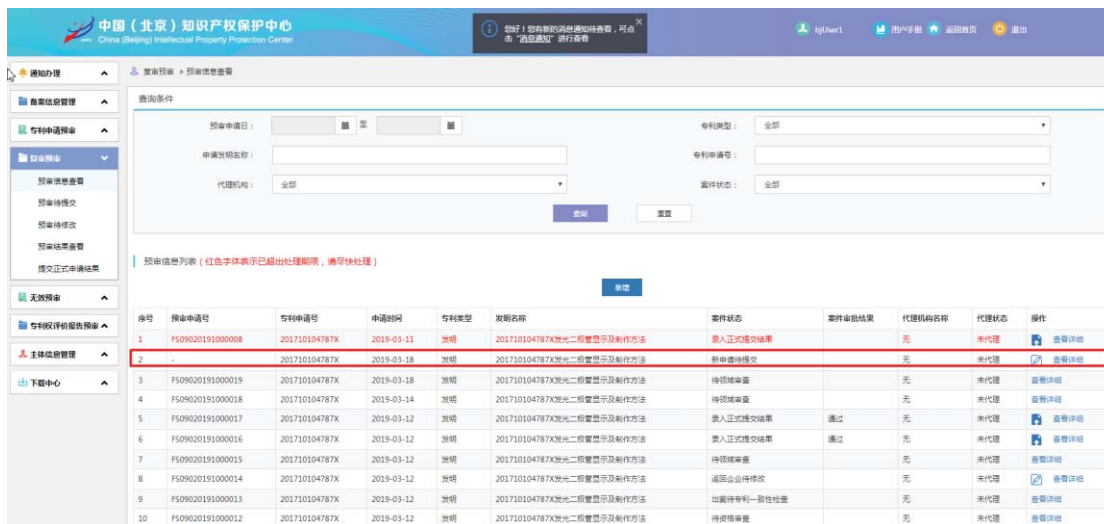 中国（北京）知识产权保护中心
China (Beijing) Intellectual Property Protection Center
您好！您有新的消息通知待查看，可点击“消息通知”进行查看
bjUser1 用户手册 返回首页 退出
通知办理
备案信息管理
专利申请预审
复审预审
预审信息查看
预审待提交
预审待修改
预审结果查看
提交正式申请结果
无效预审
专利权评价报告预审
主体信息管理
下载中心
复审预审 > 预审信息查看
查询条件
预审申请日： 至 专利类型： 全部
申请发明名称： 专利申请号：
代理机构： 全部 案件状态： 全部
查询 重置
预审信息列表（红色字体表示已超出处理期限，请尽快处理）
新增
序号 预审申请号 专利申请号 申请时间 专利类型 发明名称 案件状态 案件审批结果 代理机构名称 代理状态 操作
1 FS09020191000008 201710104787X 2019-03-11 发明 201710104787X发光二极管显示及制作方法 录入正式提交结果 无 未代理 查看详细
2 - 201710104787X 2019-03-18 发明 201710104787X发光二极管显示及制作方法 新申请待提交 无 未代理 查看详细
3 FS09020191000019 201710104787X 2019-03-18 发明 201710104787X发光二极管显示及制作方法 待领域审查 无 未代理 查看详细
4 FS09020191000018 201710104787X 2019-03-14 发明 201710104787X发光二极管显示及制作方法 待领域审查 无 未代理 查看详细
5 FS09020191000017 201710104787X 2019-03-12 发明 201710104787X发光二极管显示及制作方法 录入正式提交结果 通过 无 未代理 查看详细
6 FS09020191000016 201710104787X 2019-03-12 发明 201710104787X发光二极管显示及制作方法 录入正式提交结果 通过 无 未代理 查看详细
7 FS09020191000015 201710104787X 2019-03-12 发明 201710104787X发光二极管显示及制作方法 待领域审查 无 未代理 查看详细
8 FS09020191000014 201710104787X 2019-03-12 发明 201710104787X发光二极管显示及制作方法 返回企业待修改 无 未代理 查看详细
9 FS09020191000013 201710104787X 2019-03-12 发明 201710104787X发光二极管显示及制作方法 出案待专利一致性检查 无 未代理 查看详细
10 FS09020191000012 201710104787X 2019-03-12 发明 201710104787X发光二极管显示及制作方法 待资格审查 无 未代理 查看详细